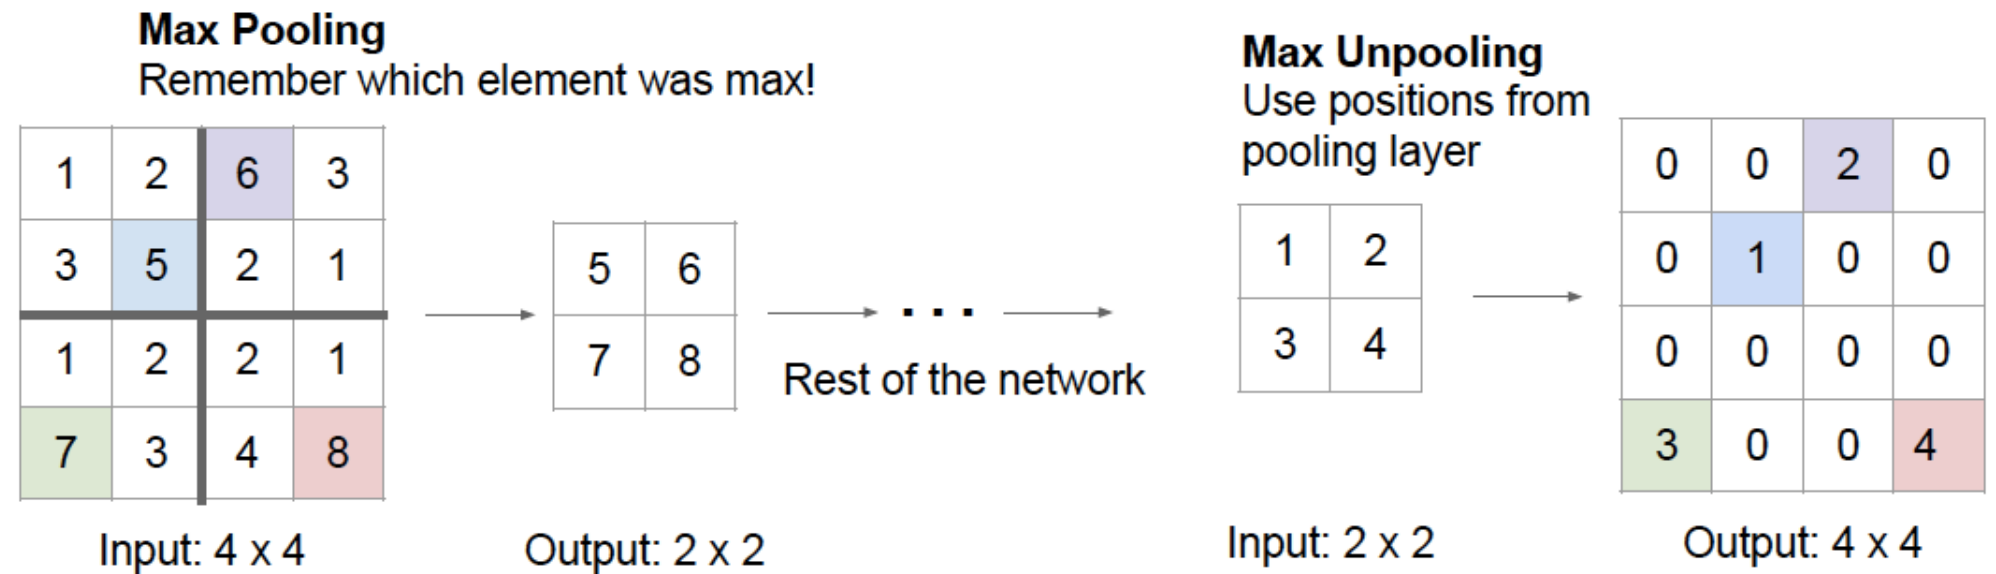 Max Pooling
Remember which element was max!
1 2 6 3
3 5 2 1
1 2 2 1
7 3 4 8
Input: 4 x 4
5 6
7 8
Output: 2 x 2
. . .
Rest of the network
Max Unpooling
Use positions from
pooling layer
1 2
3 4
Input: 2 x 2
0 0 2 0
0 1 0 0
0 0 0 0
3 0 0 4
Output: 4 x 4